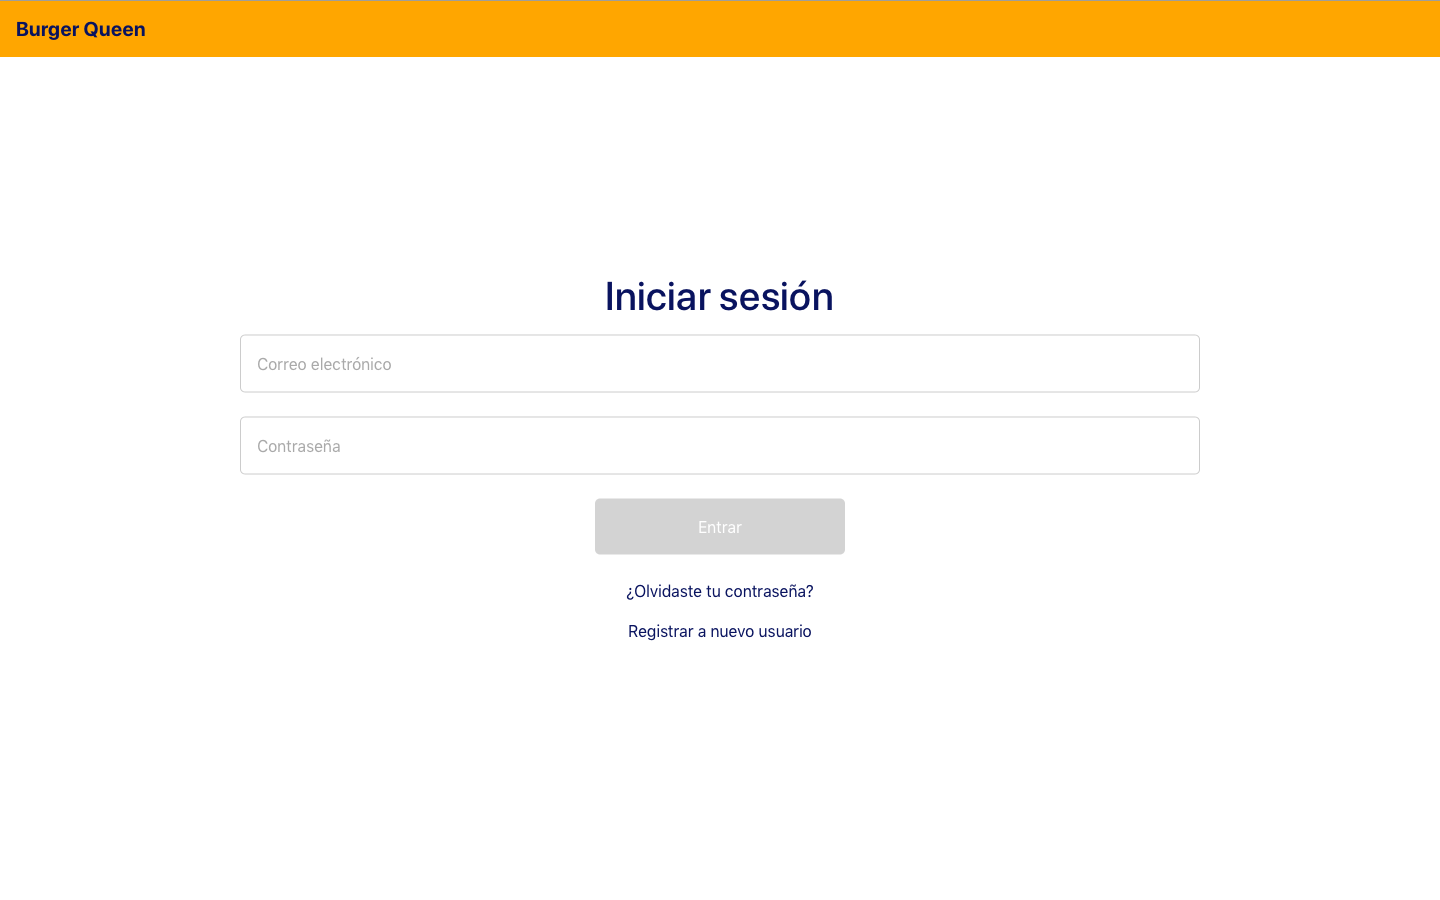 Burger Queen
Iniciar sesión
Correo electrónico
Contraseña
Entrar
¿Olvidaste tu contraseña?
Registrar a nuevo usuario